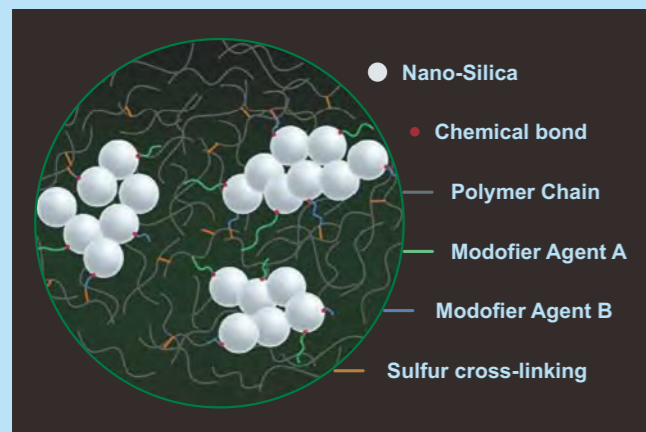 Nano-Silica
Chemical bond
Polymer Chain
Modofier Agent A
Modofier Agent B
Sulfur cross-linking